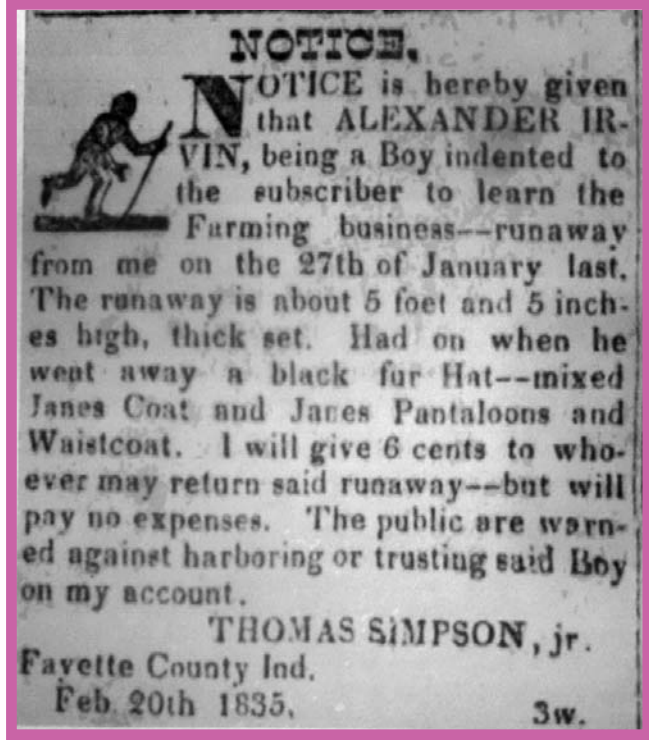 NOTICE.
NOTICE is hereby given
that ALEXANDER IR-
VIN, being a Boy indented to
the subscriber to learn the
Farming business--runaway
from me on the 27th of January last.
The runaway is about 5 feet and 5 inch-
es high, thick set. Had on when he
went away a black fur Hat--mixed
Janes Coat and Janes Pantaloons and
Waistcoat. I will give 6 cents to who-
ever may return said runaway--but will
pay no expenses. The public are warn-
ed against harboring or trusting said Boy
on my account.
THOMAS SIMPSON, jr.
Fayette County Ind.
Feb. 20th 1835. 3w.